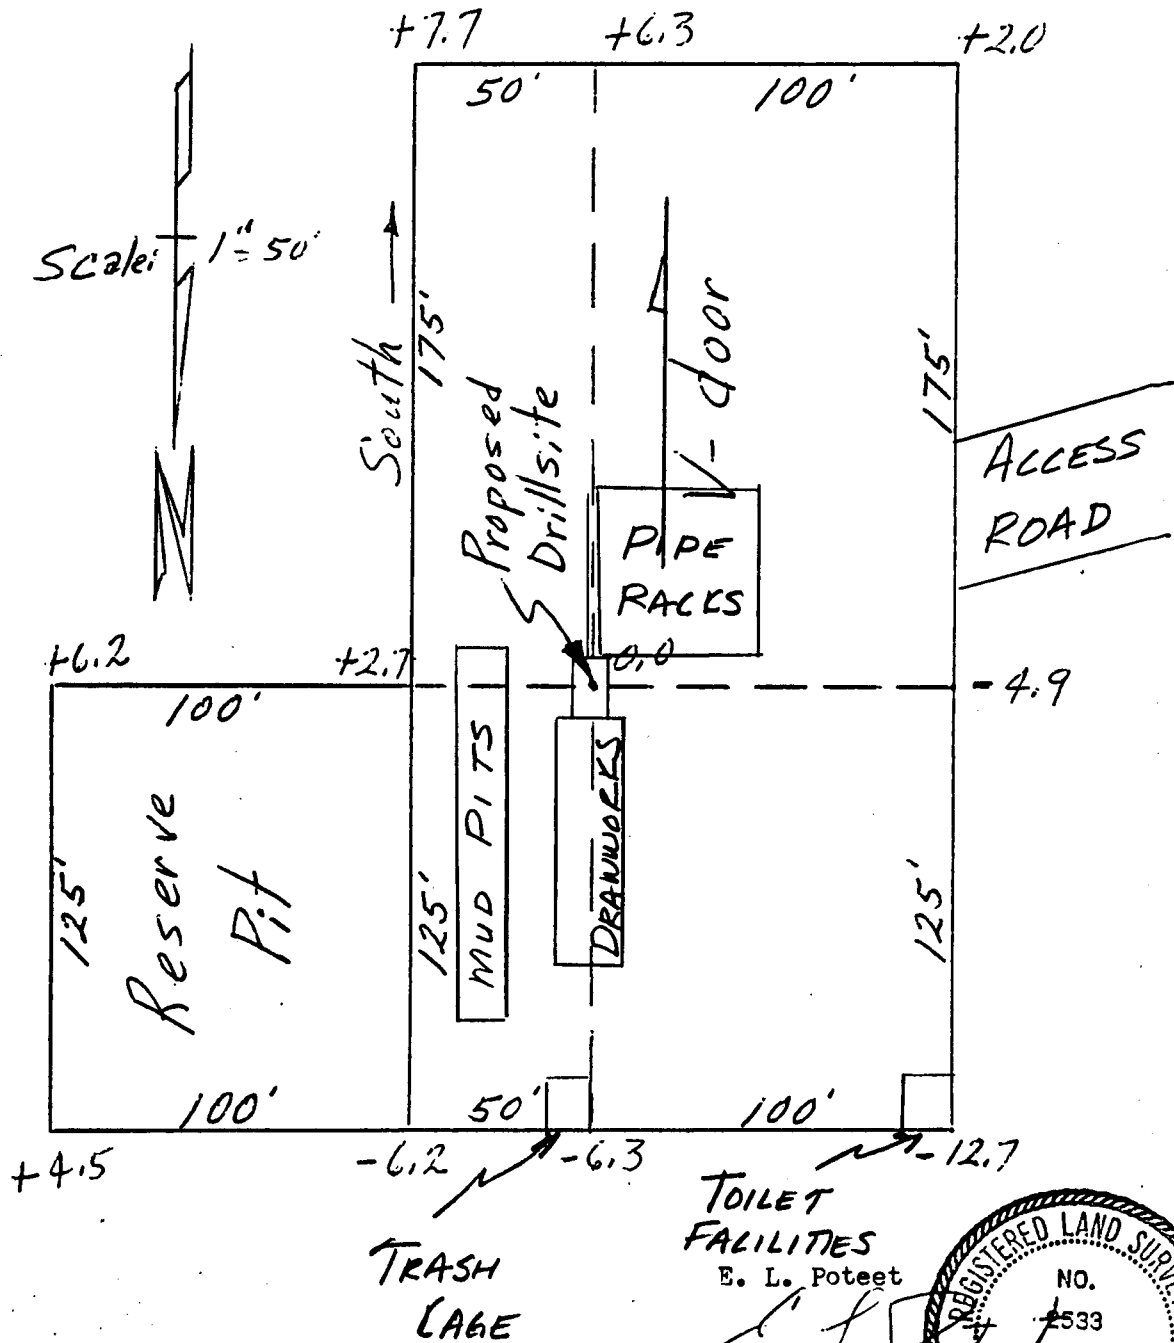 +7.7 +6.3 +2.0
50' 100'
Scale: 1" = 50'
South
175'
V-door
175'
Proposed
Drillsite
ACCESS
ROAD
PIPE
RACKS
N
+6.2 +2.7 0.0
-4.9
100'
MUD PITS
DRAWWORKS
Reserve
Pit
125' 125' 125'
100' 50' 100'
+4.5 -6.2 -6.3 -12.7
TOILET
FACILITIES
TRASH
CAGE
E. L. Poteet
REGISTERED LAND SURVE
NO.
2533